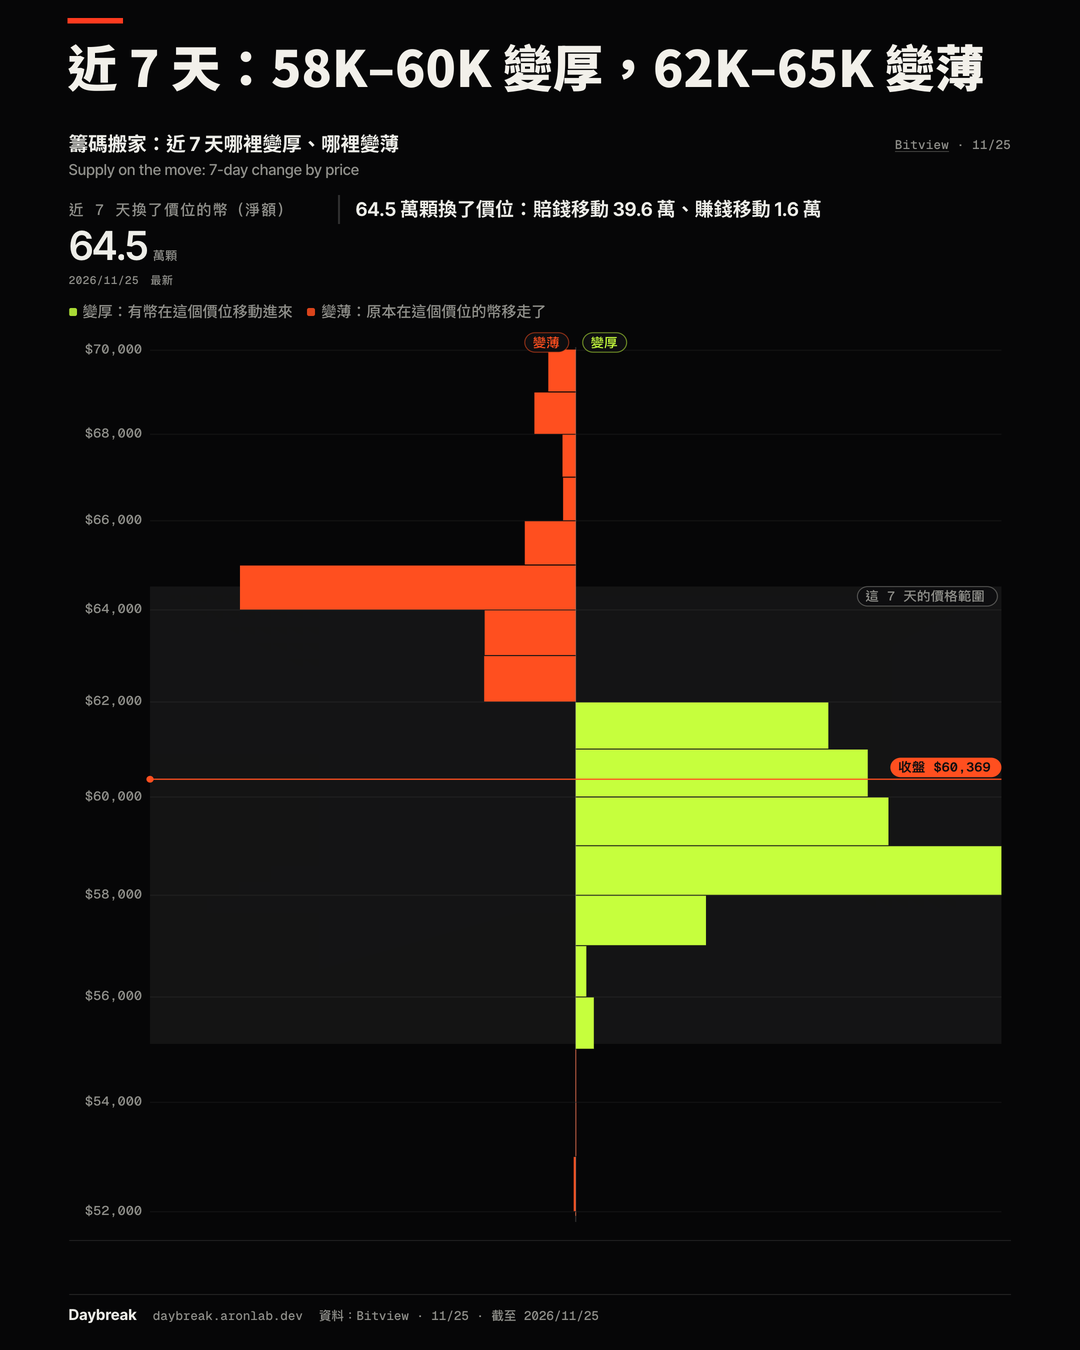 近 7 天：58K–60K 變厚，62K–65K 變薄
籌碼搬家：近 7 天哪裡變厚、哪裡變薄
Bitview · 11/25
Supply on the move: 7-day change by price
近 7 天換了價位的幣（淨額）
64.5 萬顆換了價位：賠錢移動 39.6 萬、賺錢移動 1.6 萬
64.5 萬顆
2026/11/25 最新
變厚：有幣在這個價位移動進來
變薄：原本在這個價位的幣移走了
變薄 變厚
$70,000
$68,000
$66,000
這 7 天的價格範圍
$64,000
$62,000
收盤 $60,369
$60,000
$58,000
$56,000
$54,000
$52,000
Daybreak daybreak.aronlab.dev 資料：Bitview · 11/25 · 截至 2026/11/25